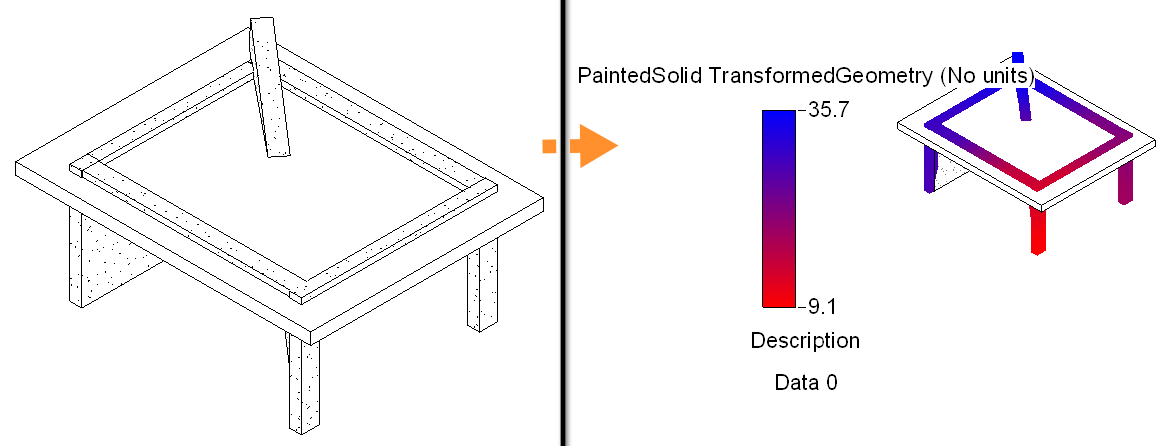 PaintedSolid TransformedGeometry (No units)
35.7
9.1
Description
Data 0